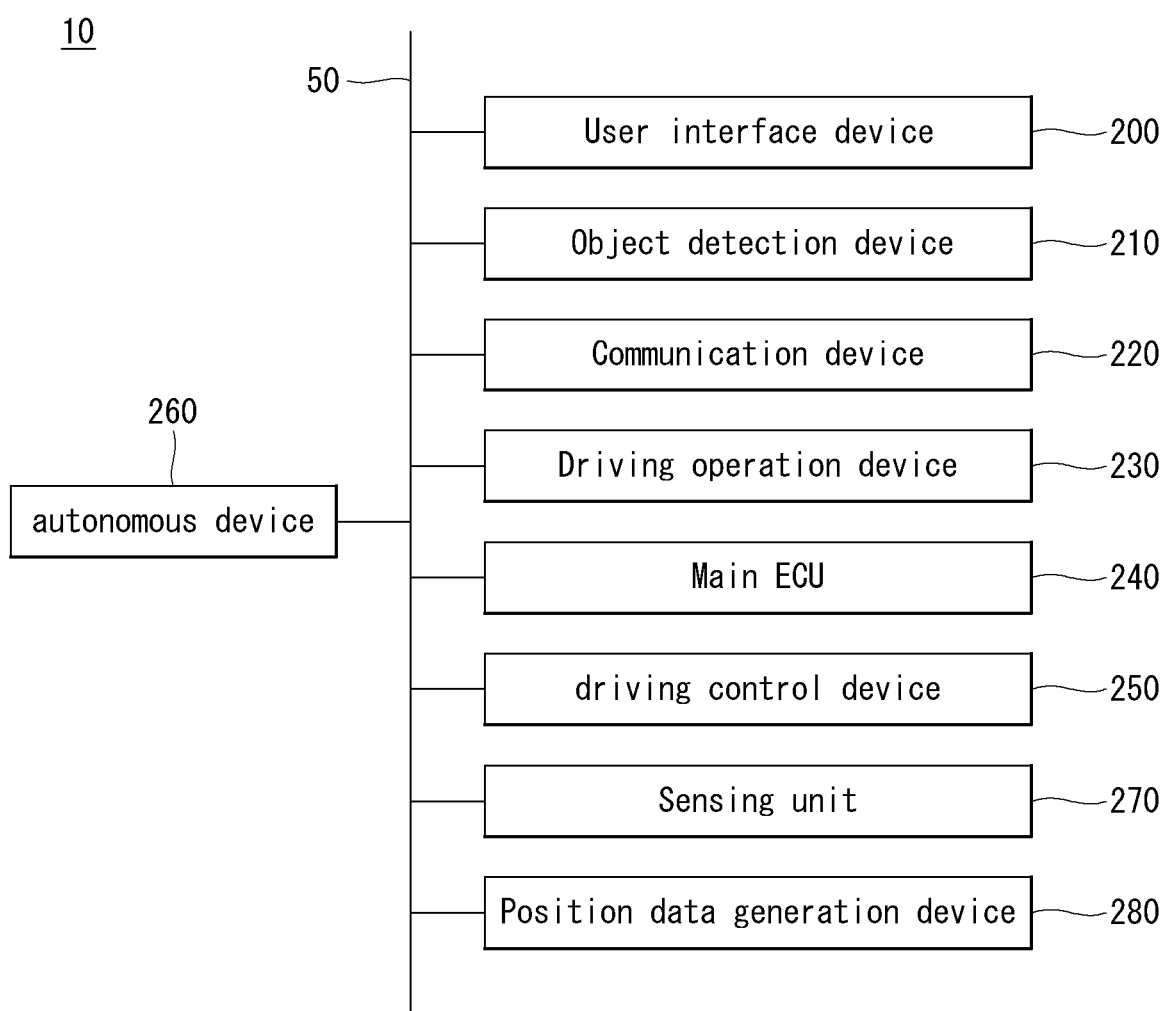 10
50
User interface device 200
Object detection device 210
Communication device 220
260
Driving operation device 230
autonomous device
Main ECU 240
driving control device 250
Sensing unit 270
Position data generation device 280